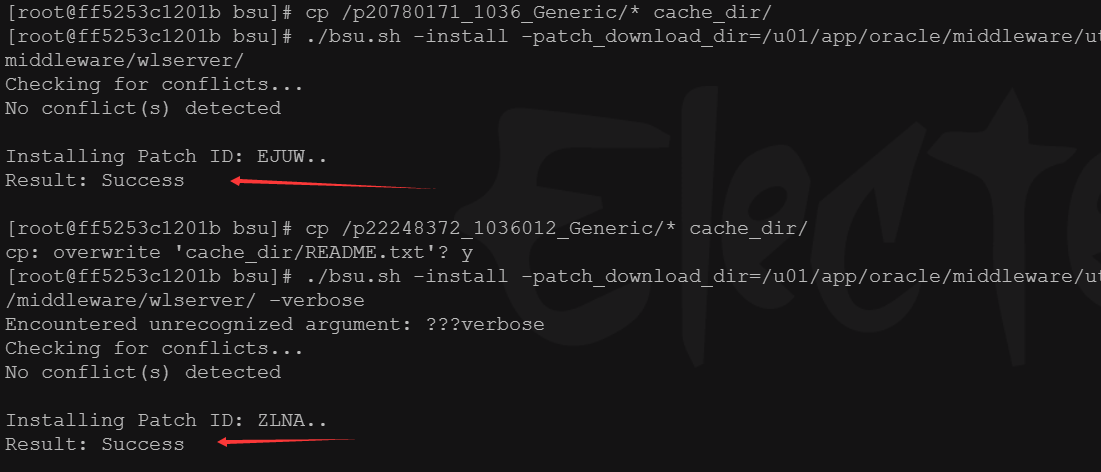 [root@ff5253c1201b bsu]# cp /p20780171_1036_Generic/* cache_dir/
[root@ff5253c1201b bsu]# ./bsu.sh -install -patch_download_dir=/u01/app/oracle/middleware/ut
middleware/wlserver/
Checking for conflicts...
No conflict(s) detected
Installing Patch ID: EJUW..
Result: Success
[root@ff5253c1201b bsu]# cp /p22248372_1036012_Generic/* cache_dir/
cp: overwrite 'cache_dir/README.txt'? y
[root@ff5253c1201b bsu]# ./bsu.sh -install -patch_download_dir=/u01/app/oracle/middleware/ut
/middleware/wlserver/ –verbose
Encountered unrecognized argument: ???verbose
Checking for conflicts...
No conflict(s) detected
Installing Patch ID: ZLNA..
Result: Success
Electe